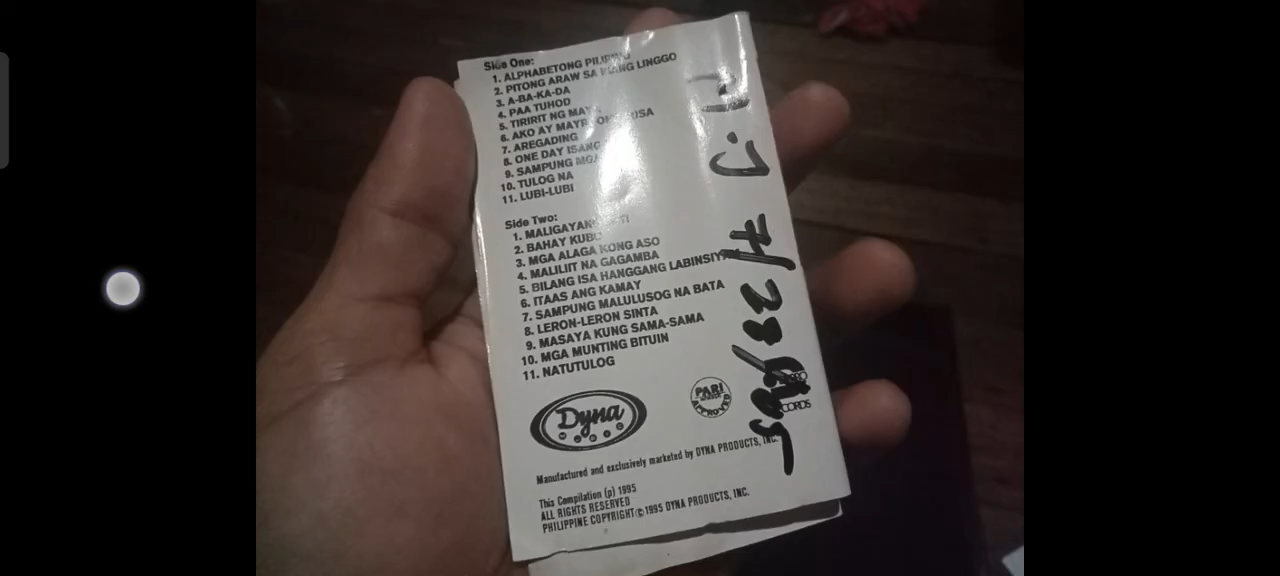 Side One:
1. ALPHABETONG
2. PITONG ARAW SA LINGGO
3. A-BA-KA-DA
4. PAA TUHOD
5. TIRIRIT NG MAYA
6. AKO AY
7. AREGADING
8. ONE DAY ISANG
9. SAMPUNG MGA
10. TULOG NA
11. LUBI-LUBI
Side Two:
1.
2. BAHAY KUBO
3. MGA ALAGA KONG ASO
4. MALILIIT NA GAGAMBA
5. BILANG ISA HANGGANG
6. ITAAS ANG KAMAY
7. SAMPUNG MALULUSOG NA BATA
8. LERON-LERON SINTA
9. MASAYA KUNG SAMA-SAMA
10. MGA MUNTING BITUIN
11. NATUTULOG
Dyna
MUSIC
PARI
APPROVED
Manufactured and exclusively marketed by DYNA PRODUCTS, INC.
This Compilation (p) 1995
ALL RIGHTS RESERVED
PHILIPPINE COPYRIGHT © 1995 DYNA PRODUCTS, INC.